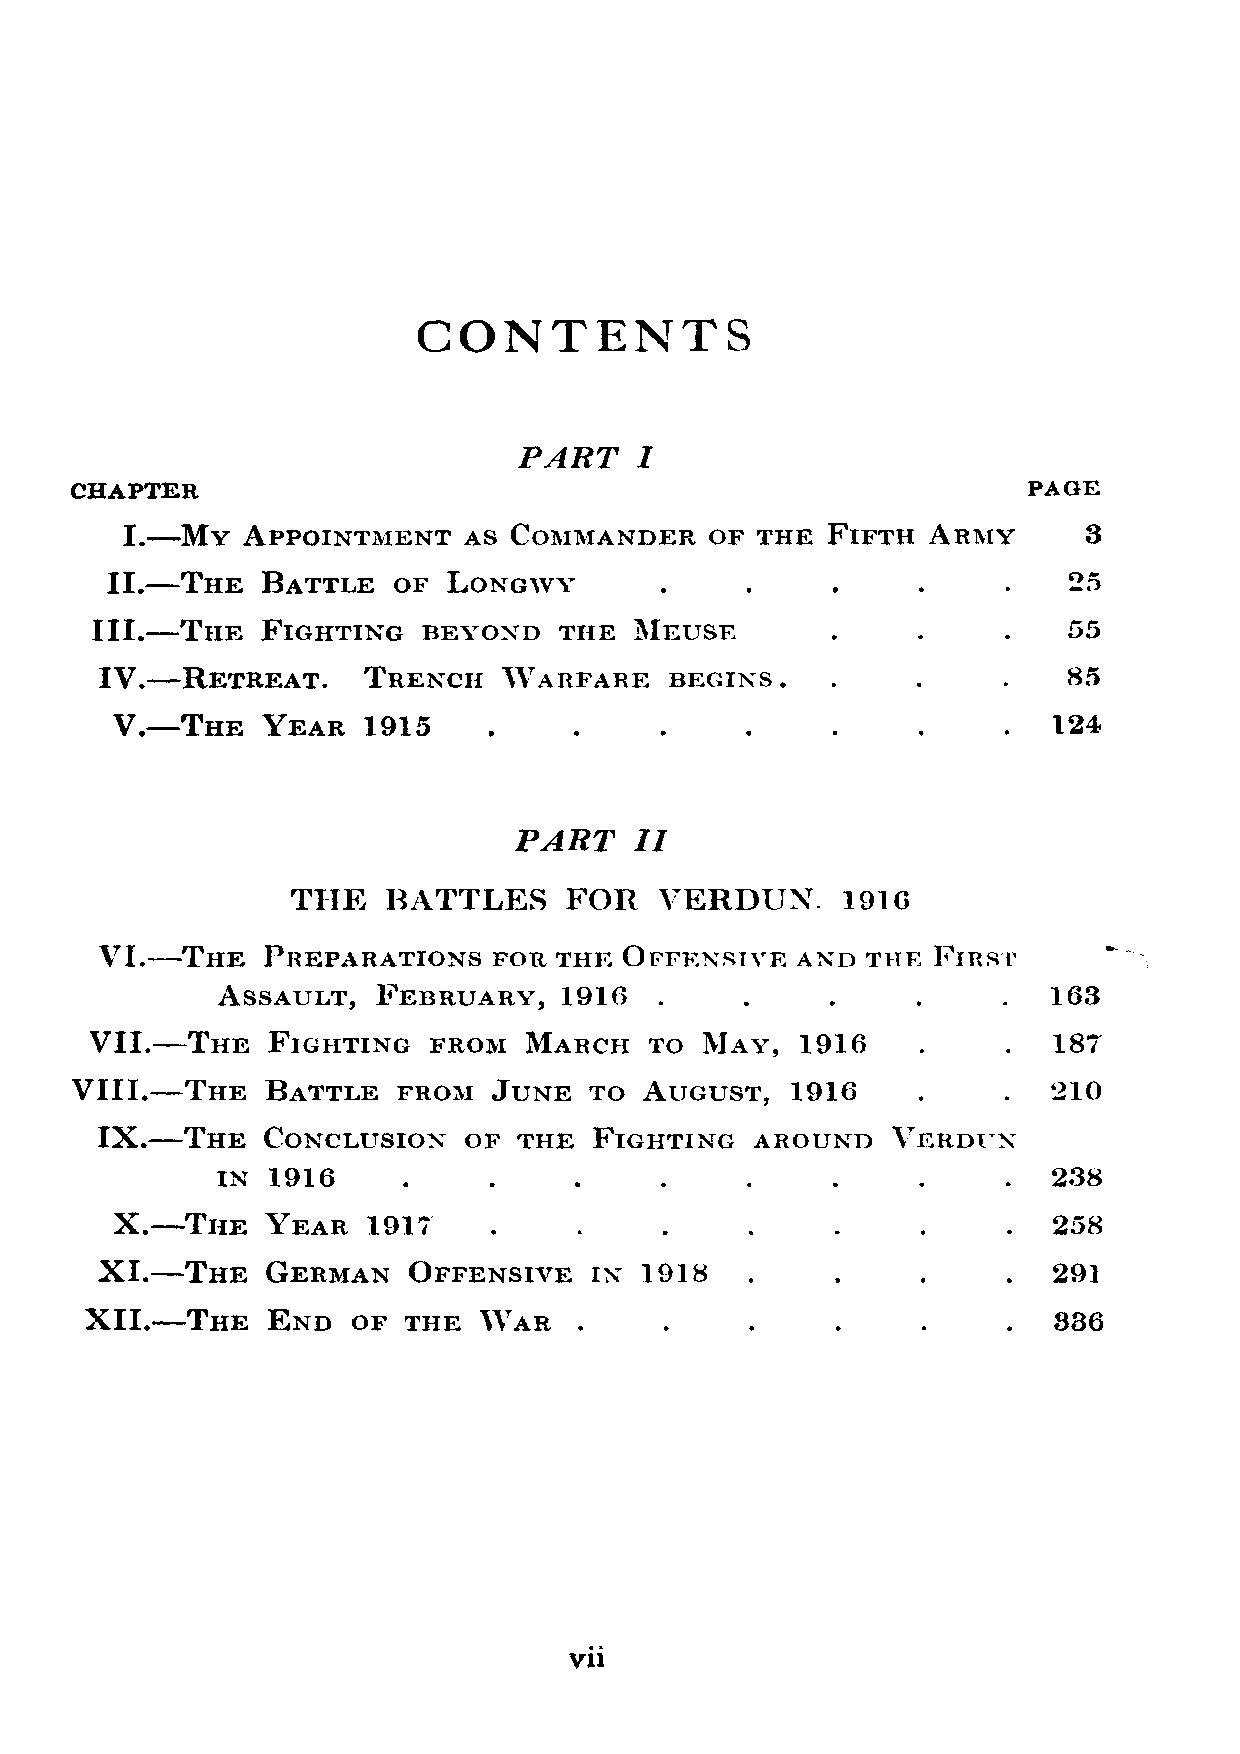 CONTENTS
PART I
CHAPTER PAGE
I.—My Appointment as Commander of the Fifth Army 3
II.—The Battle of Longwy . . . . . 25
III.—The Fighting beyond the Meuse . . . 55
IV.—Retreat. Trench Warfare begins . . . . 85
V.—The Year 1915 . . . . . . . 124
PART II
THE BATTLES FOR VERDUN. 1916
VI.—The Preparations for the Offensive and the First
Assault, February, 1916 . . . . . 163
VII.—The Fighting from March to May, 1916 . . 187
VIII.—The Battle from June to August, 1916 . . 210
IX.—The Conclusion of the Fighting around Verdun
in 1916 . . . . . . . . 238
X.—The Year 1917 . . . . . . . 258
XI.—The German Offensive in 1918 . . . . 291
XII.—The End of the War . . . . . . 336
vii